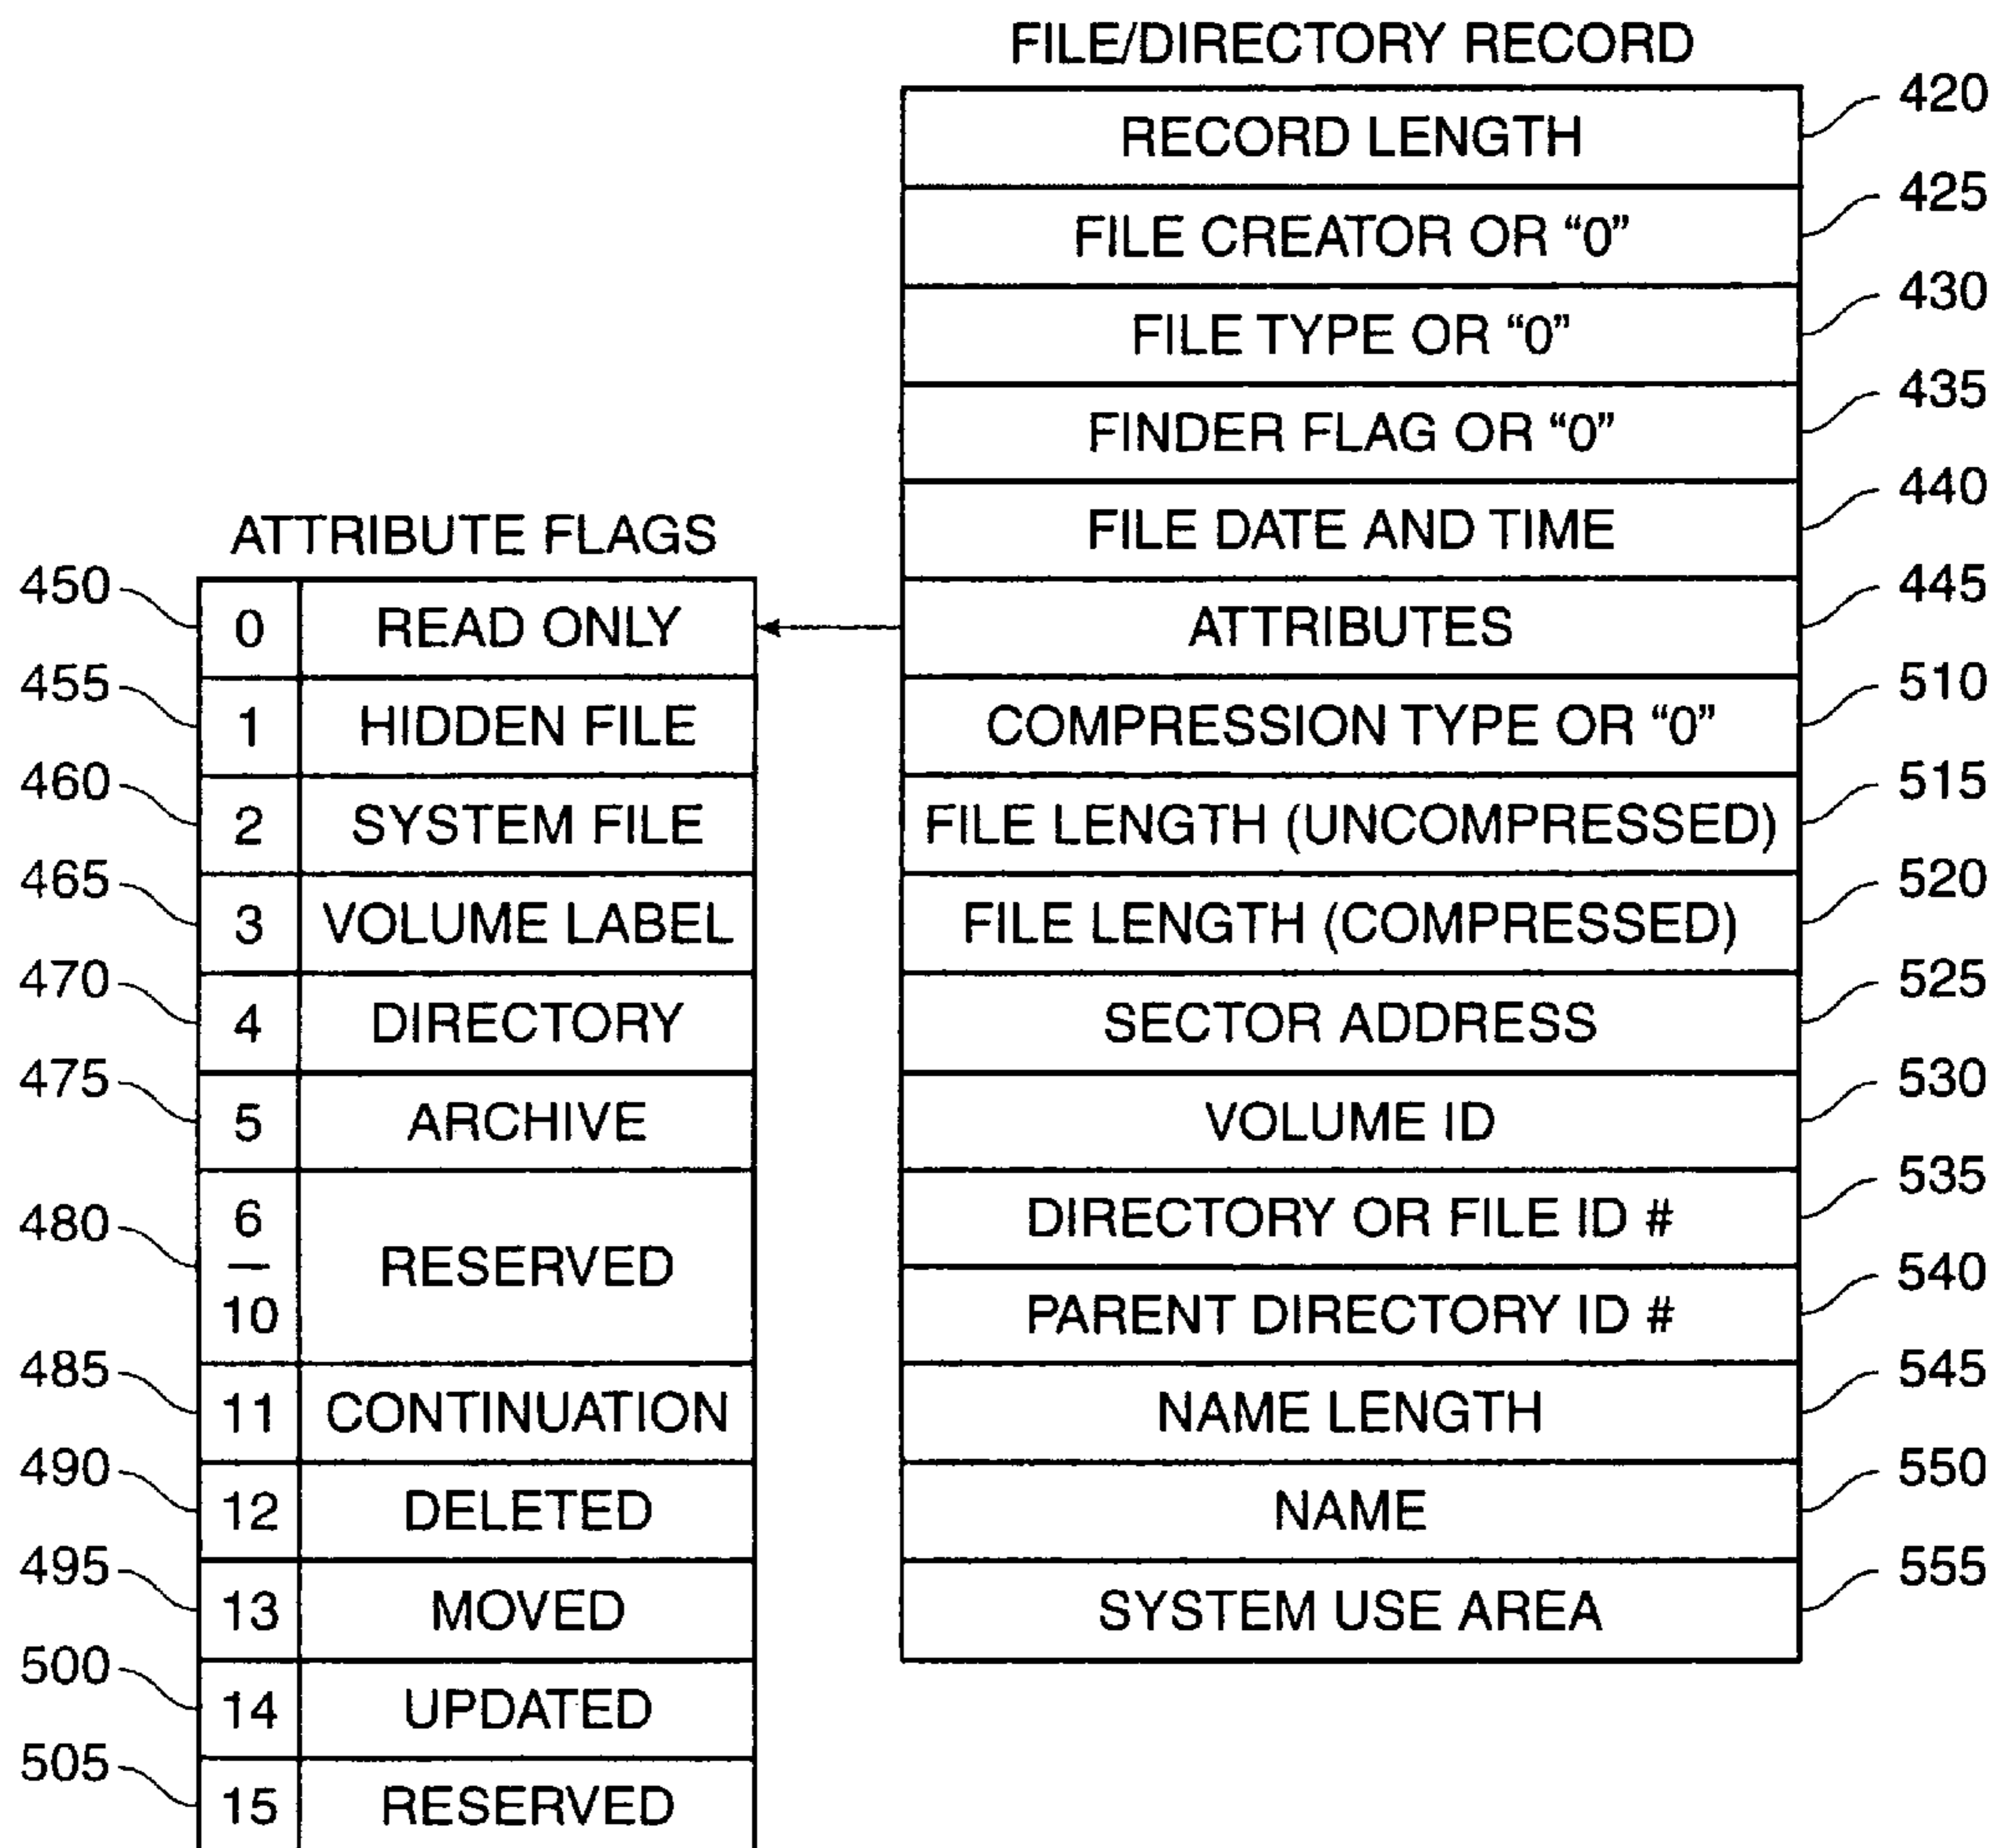 FILE/DIRECTORY RECORD
RECORD LENGTH 420
FILE CREATOR OR “0” 425
FILE TYPE OR “0” 430
FINDER FLAG OR “0” 435
FILE DATE AND TIME 440
ATTRIBUTES 445
COMPRESSION TYPE OR “0” 510
FILE LENGTH (UNCOMPRESSED) 515
FILE LENGTH (COMPRESSED) 520
SECTOR ADDRESS 525
VOLUME ID 530
DIRECTORY OR FILE ID # 535
PARENT DIRECTORY ID # 540
NAME LENGTH 545
NAME 550
SYSTEM USE AREA 555
ATTRIBUTE FLAGS
450 0 READ ONLY
455 1 HIDDEN FILE
460 2 SYSTEM FILE
465 3 VOLUME LABEL
470 4 DIRECTORY
475 5 ARCHIVE
480 6 — 10 RESERVED
485 11 CONTINUATION
490 12 DELETED
495 13 MOVED
500 14 UPDATED
505 15 RESERVED